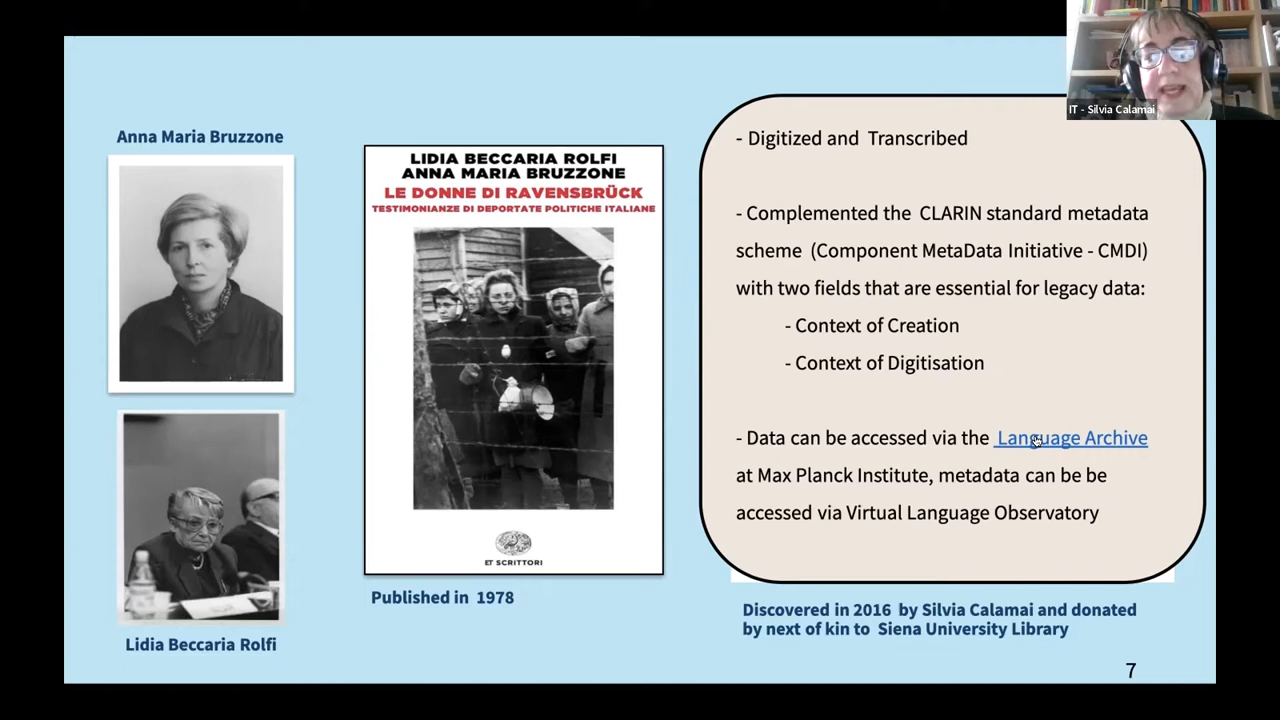 IT - Silvia Calamai
Anna Maria Bruzzone
Lidia Beccaria Rolfi
LIDIA BECCARIA ROLFI
ANNA MARIA BRUZZONE
LE DONNE DI RAVENSBRÜCK
TESTIMONIANZE DI DEPORTATE POLITICHE ITALIANE
ET SCRITTORI
Published in 1978
- Digitized and Transcribed
- Complemented the CLARIN standard metadata
scheme (Component MetaData Initiative - CMDI)
with two fields that are essential for legacy data:
- Context of Creation
- Context of Digitisation
- Data can be accessed via the Language Archive
at Max Planck Institute, metadata can be be
accessed via Virtual Language Observatory
Discovered in 2016 by Silvia Calamai and donated
by next of kin to Siena University Library
7